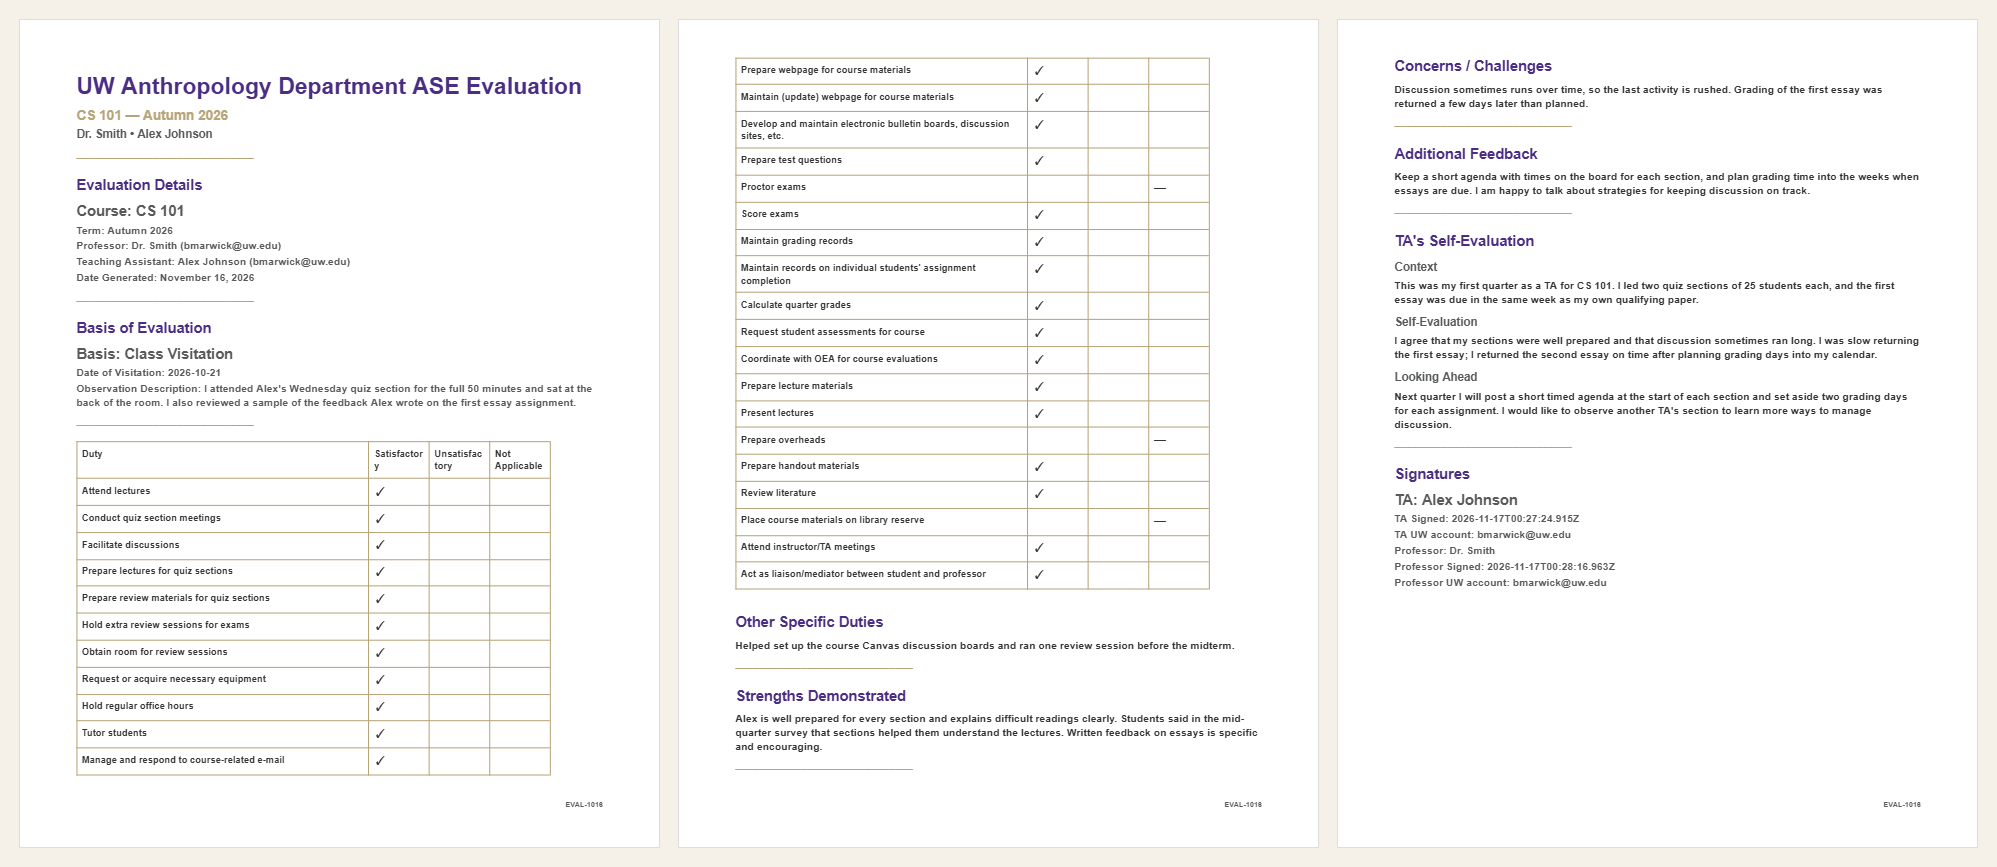 UW Anthropology Department ASE Evaluation
CS 101 — Autumn 2026
Dr. Smith • Alex Johnson
Evaluation Details
Course: CS 101
Term: Autumn 2026
Professor: Dr. Smith (bmarwick@uw.edu)
Teaching Assistant: Alex Johnson (bmarwick@uw.edu)
Date Generated: November 16, 2026
Basis of Evaluation
Basis: Class Visitation
Date of Visitation: 2026-10-21
Observation Description: I attended Alex's Wednesday quiz section for the full 50 minutes and sat at the
back of the room. I also reviewed a sample of the feedback Alex wrote on the first essay assignment.
Duty Satisfactor Unsatisfac Not
y tory Applicable
Attend lectures ✓
Conduct quiz section meetings ✓
Facilitate discussions ✓
Prepare lectures for quiz sections ✓
Prepare review materials for quiz sections ✓
Hold extra review sessions for exams ✓
Obtain room for review sessions ✓
Request or acquire necessary equipment ✓
Hold regular office hours ✓
Tutor students ✓
Manage and respond to course-related e-mail ✓
EVAL-1016
Prepare webpage for course materials ✓
Maintain (update) webpage for course materials ✓
Develop and maintain electronic bulletin boards, discussion ✓
sites, etc.
Prepare test questions ✓
Proctor exams —
Score exams ✓
Maintain grading records ✓
Maintain records on individual students' assignment ✓
completion
Calculate quarter grades ✓
Request student assessments for course ✓
Coordinate with OEA for course evaluations ✓
Prepare lecture materials ✓
Present lectures ✓
Prepare overheads —
Prepare handout materials ✓
Review literature ✓
Place course materials on library reserve —
Attend instructor/TA meetings ✓
Act as liaison/mediator between student and professor ✓
Other Specific Duties
Helped set up the course Canvas discussion boards and ran one review session before the midterm.
Strengths Demonstrated
Alex is well prepared for every section and explains difficult readings clearly. Students said in the mid-
quarter survey that sections helped them understand the lectures. Written feedback on essays is specific
and encouraging.
EVAL-1016
Concerns / Challenges
Discussion sometimes runs over time, so the last activity is rushed. Grading of the first essay was
returned a few days later than planned.
Additional Feedback
Keep a short agenda with times on the board for each section, and plan grading time into the weeks when
essays are due. I am happy to talk about strategies for keeping discussion on track.
TA's Self-Evaluation
Context
This was my first quarter as a TA for CS 101. I led two quiz sections of 25 students each, and the first
essay was due in the same week as my own qualifying paper.
Self-Evaluation
I agree that my sections were well prepared and that discussion sometimes ran long. I was slow returning
the first essay; I returned the second essay on time after planning grading days into my calendar.
Looking Ahead
Next quarter I will post a short timed agenda at the start of each section and set aside two grading days
for each assignment. I would like to observe another TA's section to learn more ways to manage
discussion.
Signatures
TA: Alex Johnson
TA Signed: 2026-11-17T00:27:24.915Z
TA UW account: bmarwick@uw.edu
Professor: Dr. Smith
Professor Signed: 2026-11-17T00:28:16.963Z
Professor UW account: bmarwick@uw.edu
EVAL-1016